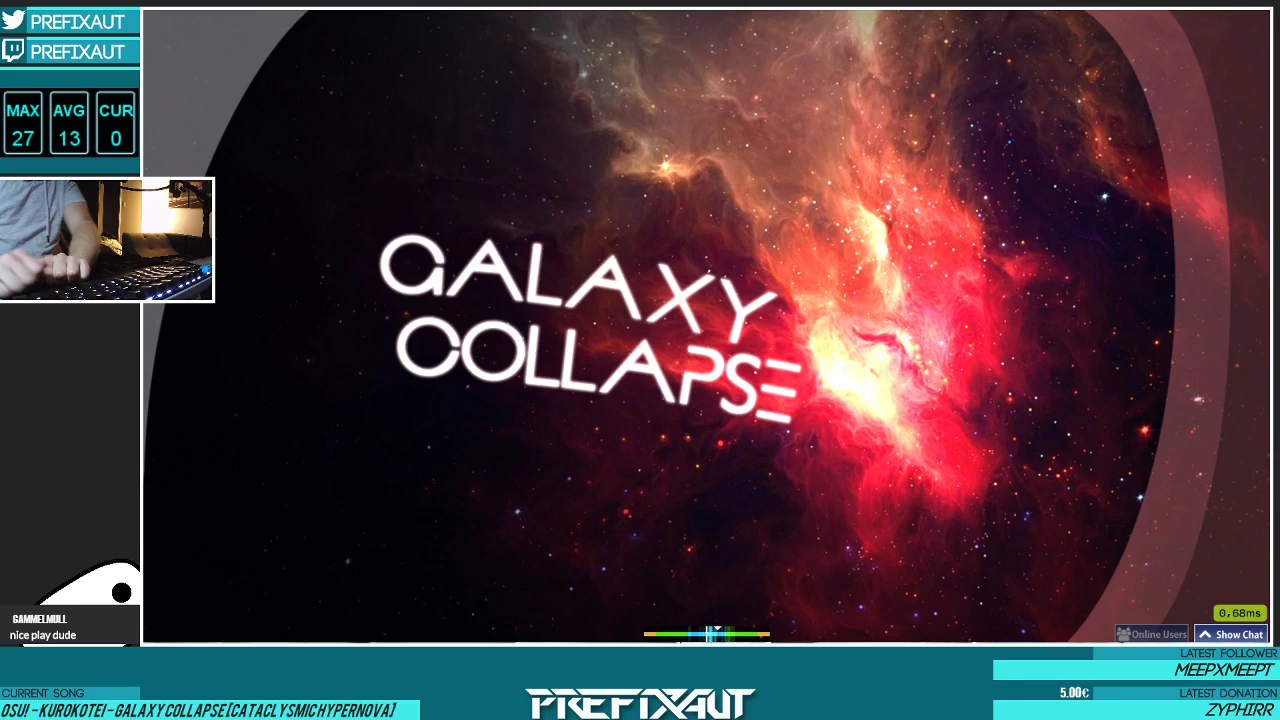 PREFIXAUT
PREFIXAUT
MAX AVG CUR
27 13 0
GALAXY
COLLAPSE
GAMMELMULL
nice play dude
0,68ms
Online Users
Show Chat
LATEST FOLLOWER
MEEPXMEEPT
CURRENT SONG
OSU! - KUROKOTEI - GALAXY COLLAPSE [CATACLYSMIC HYPERNOVA]
PREFIXAUT
5.00€ LATEST DONATION
ZYPHIRR